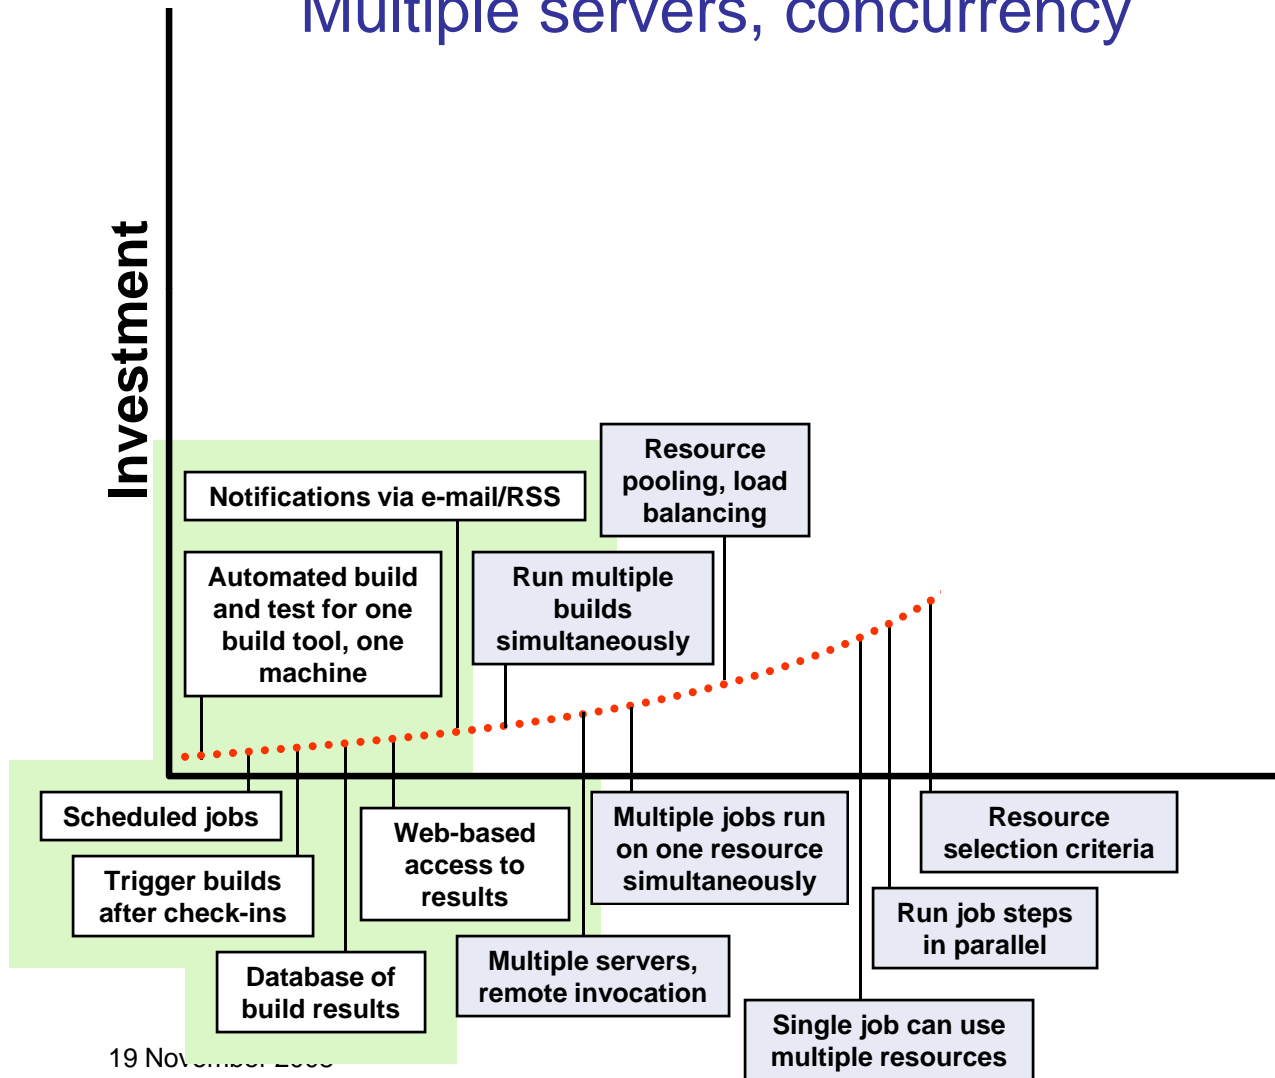 Multiple servers, concurrency
Investment
Resource
pooling, load
balancing
Notifications via e-mail/RSS
Automated build
and test for one
build tool, one
machine
Run multiple
builds
simultaneously
Scheduled jobs
Trigger builds
after check-ins
Database of
build results
Web-based
access to
results
Multiple servers,
remote invocation
Multiple jobs run
on one resource
simultaneously
Resource
selection criteria
Run job steps
in parallel
Single job can use
multiple resources
19